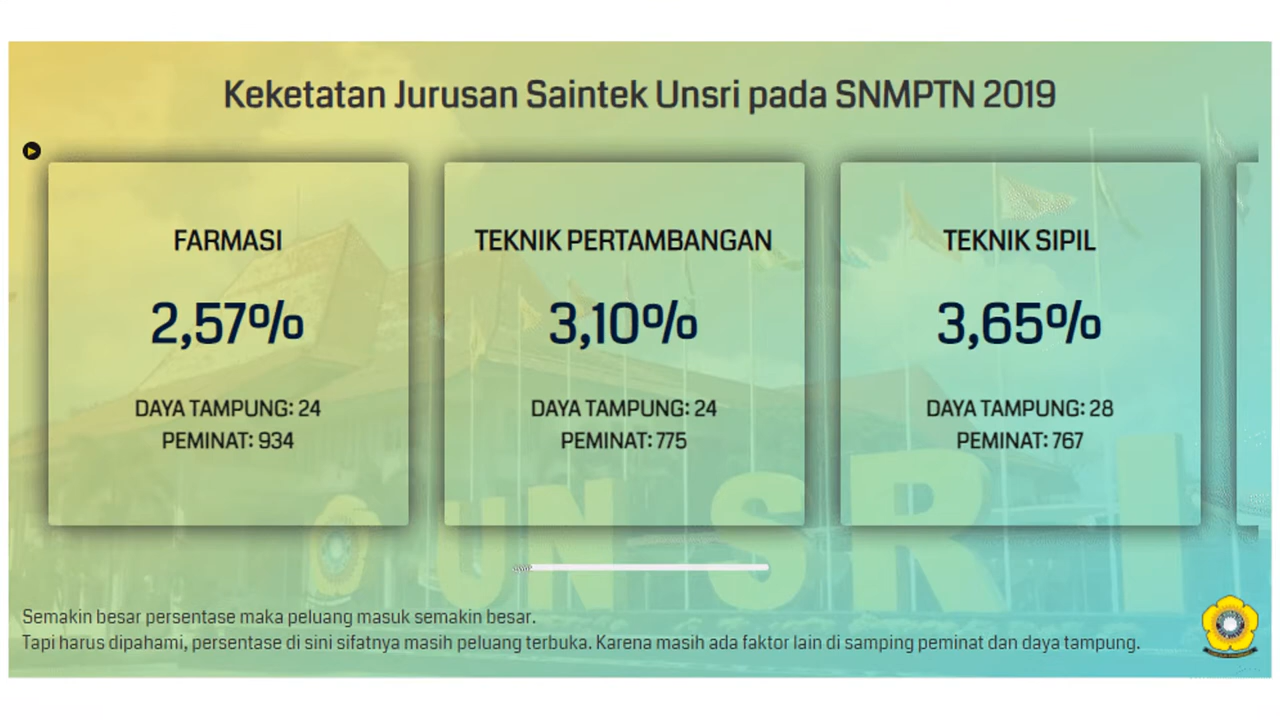 Keketatan Jurusan Saintek Unsri pada SNMPTN 2019
FARMASI
2,57%
DAYA TAMPUNG: 24
PEMINAT: 934
TEKNIK PERTAMBANGAN
3,10%
DAYA TAMPUNG: 24
PEMINAT: 775
TEKNIK SIPIL
3,65%
DAYA TAMPUNG: 28
PEMINAT: 767
UNSRI
Semakin besar persentase maka peluang masuk semakin besar.
Tapi harus dipahami, persentase di sini sifatnya masih peluang terbuka. Karena masih ada faktor lain di samping peminat dan daya tampung.